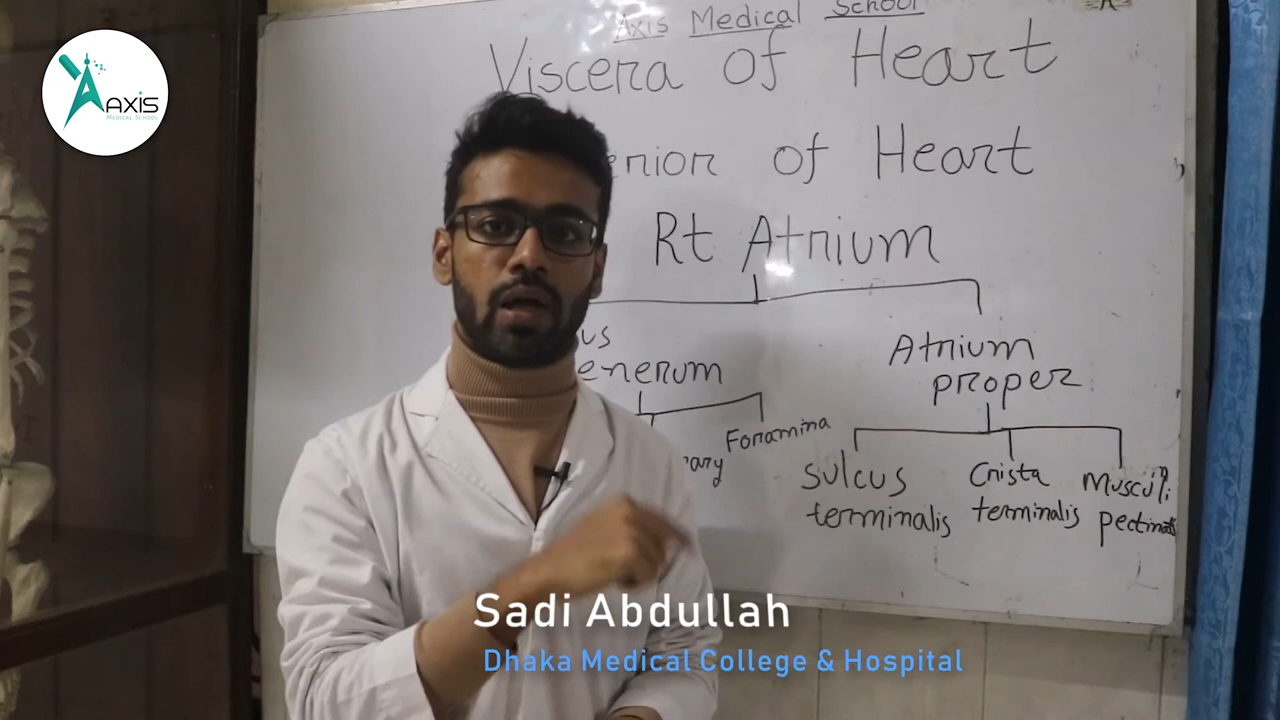 AXIS
MEDICAL SCHOOL
Axis Medical School
Viscera of Heart
of Heart
Rt Atrium
Atrium
proper
Foramina
Sulcus
terminalis
Crista
terminalis
Musculi
Sadi Abdullah
Dhaka Medical College & Hospital